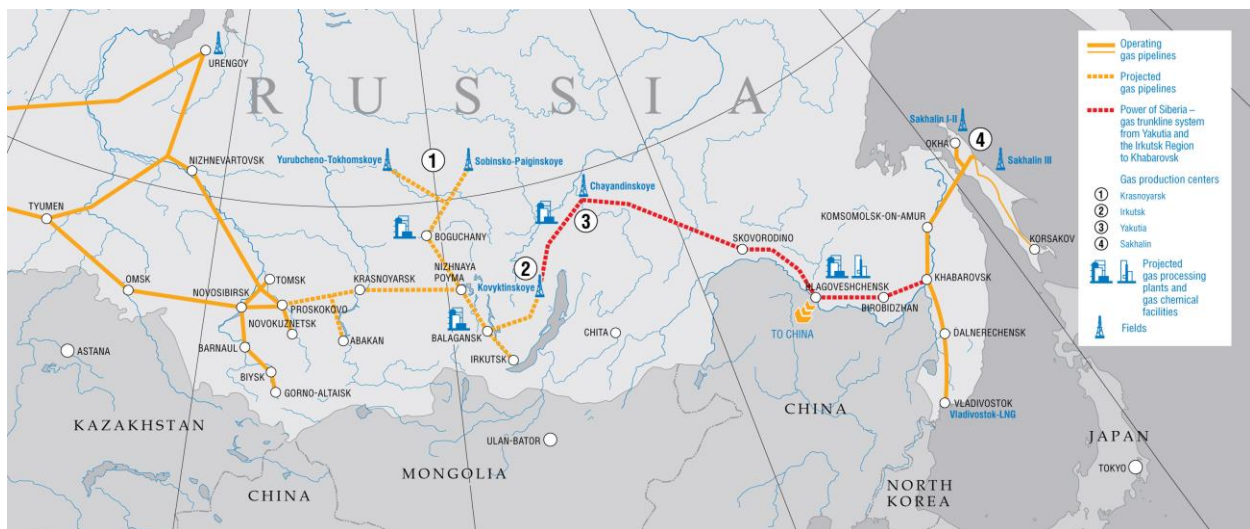 RUSSIA
URENGOY
NIZHNEVARTOVSK
TYUMEN
OMSK
TOMSK
NOVOSIBIRSK
PROSKOKOVO
NOVOKUZNETSK
BARNAUL
BIYSK
GORNO-ALTAISK
ABAKAN
KRASNOYARSK
Yurubcheno-Tokhomskoye
1
Sobinsko-Paiginskoye
BOGUCHANY
NIZHNAYA
POYMA
2
Kovyktinskoye
BALAGANSK
IRKUTSK
Chayandinskoye
3
CHITA
SKOVORODINO
BLAGOVESHCHENSK
BIROBIDZHAN
TO CHINA
Sakhalin I-II
OKHA
4
Sakhalin III
KOMSOMOLSK-ON-AMUR
KORSAKOV
KHABAROVSK
DALNERECHENSK
VLADIVOSTOK
Vladivostok-LNG
ASTANA
KAZAKHSTAN
CHINA
ULAN-BATOR
MONGOLIA
CHINA
NORTH
KOREA
JAPAN
TOKYO
Operating
gas pipelines
Projected
gas pipelines
Power of Siberia –
gas trunkline system
from Yakutia and
the Irkutsk Region
to Khabarovsk
Gas production centers
1 Krasnoyarsk
2 Irkutsk
3 Yakutia
4 Sakhalin
Projected
gas processing
plants and
gas chemical
facilities
Fields